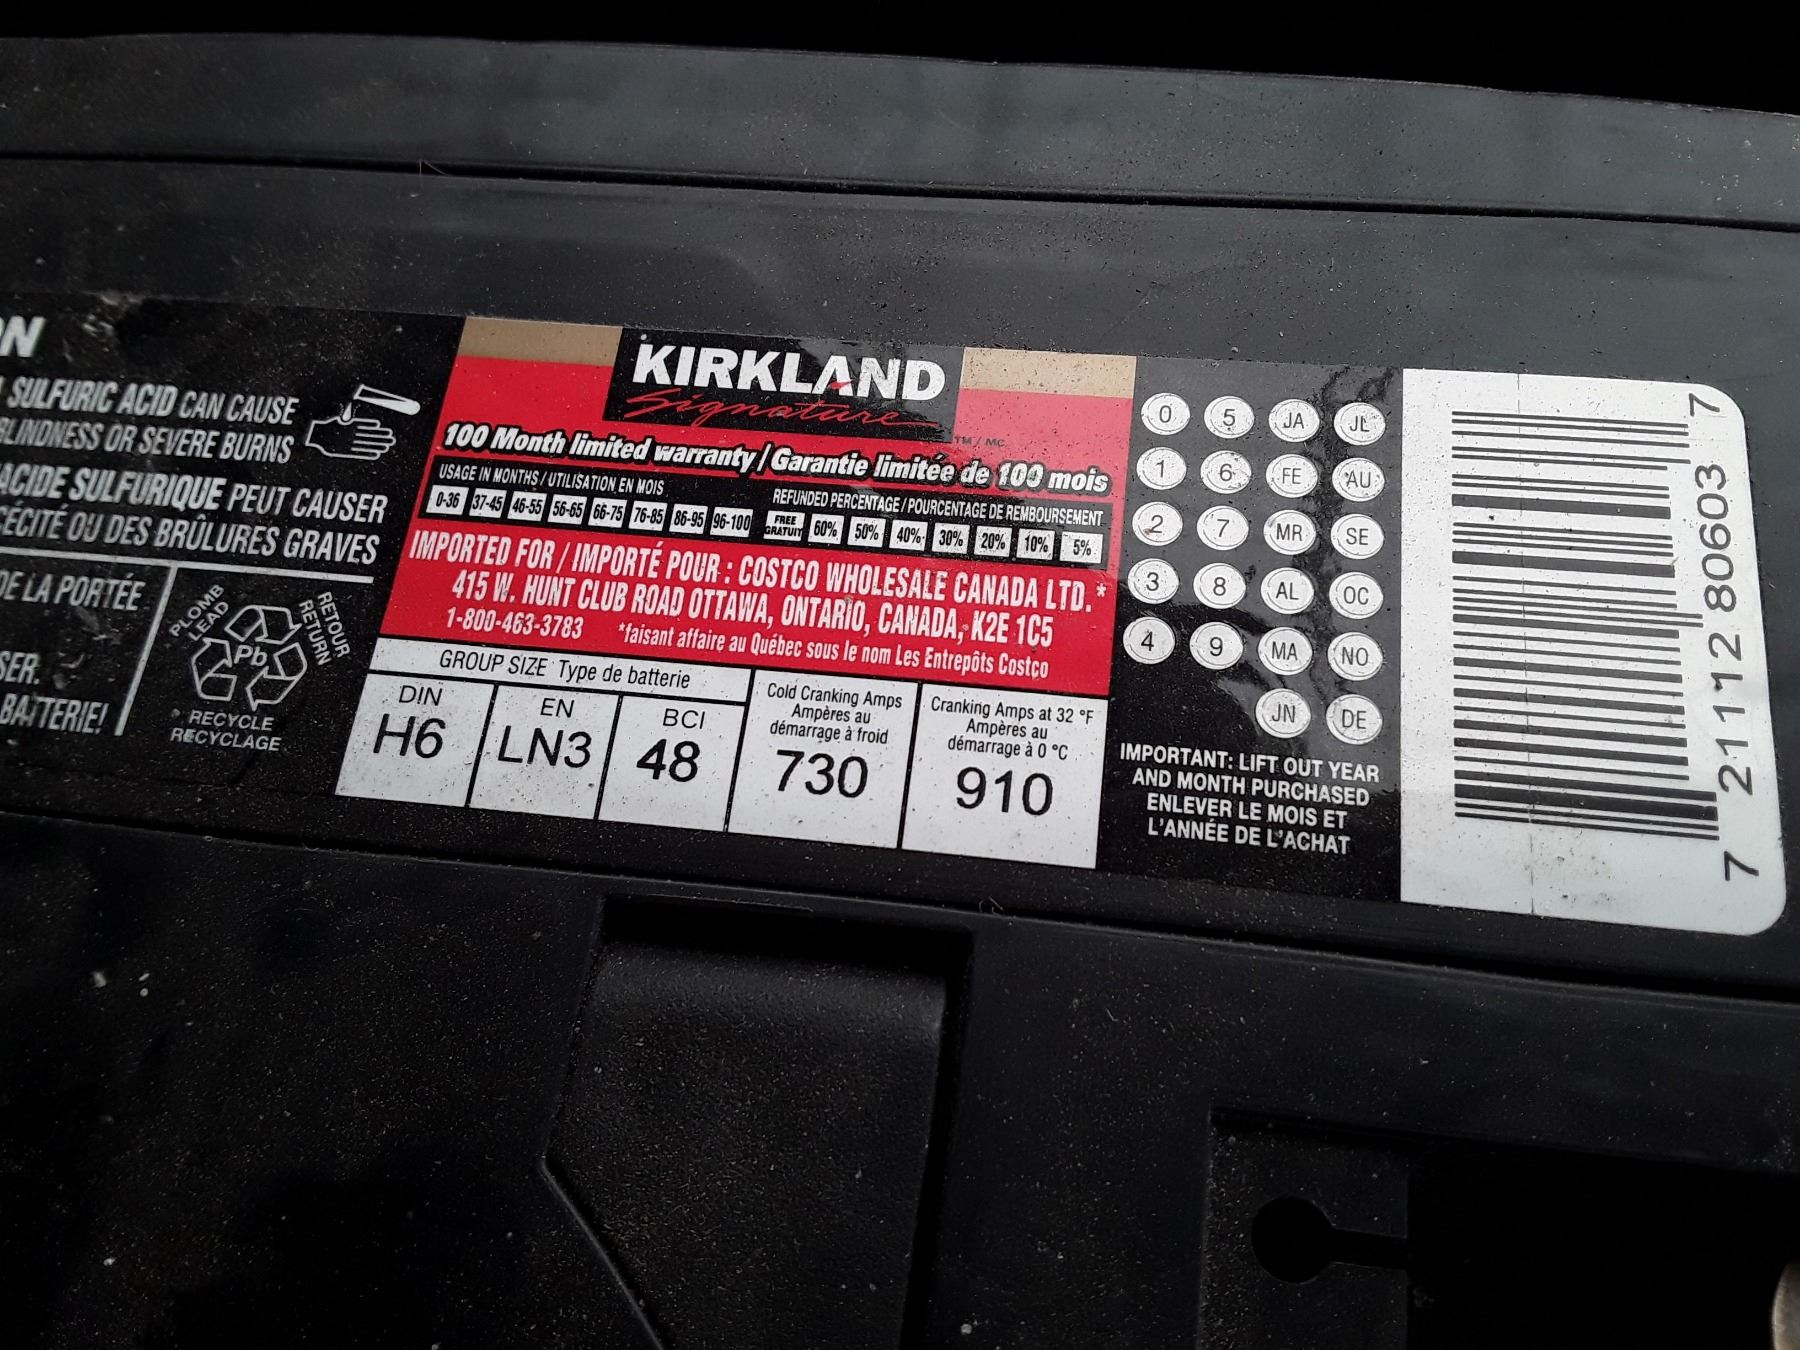 ON
SULFURIC ACID CAN CAUSE
BLINDNESS OR SEVERE BURNS
ACIDE SULFURIQUE PEUT CAUSER
CÉCITÉ OU DES BRÛLURES GRAVES
DE LA PORTÉE
BATTERIE!
PLOMB
LEAD
RETOUR
RETURN
Pb
RECYCLE
RECYCLAGE
KIRKLAND
Signature
TM / MC
100 Month limited warranty / Garantie limitée de 100 mois
USAGE IN MONTHS / UTILISATION EN MOIS
0-36 37-45 46-55 56-65 66-75 76-85 86-95 96-100
REFUNDED PERCENTAGE / POURCENTAGE DE REMBOURSEMENT
FREE
GRATUIT
60% 50% 40% 30% 20% 10% 5%
IMPORTED FOR / IMPORTÉ POUR : COSTCO WHOLESALE CANADA LTD.*
415 W. HUNT CLUB ROAD OTTAWA, ONTARIO, CANADA, K2E 1C5
1-800-463-3783 *faisant affaire au Québec sous le nom Les Entrepôts Costco
GROUP SIZE Type de batterie
DIN
H6
EN
LN3
BCI
48
Cold Cranking Amps
Ampères au
démarrage à froid
730
Cranking Amps at 32 °F
Ampères au
démarrage à 0 °C
910
0 5 JA JL
1 6 FE AU
2 7 MR SE
3 8 AL OC
4 9 MA NO
JN DE
IMPORTANT: LIFT OUT YEAR
AND MONTH PURCHASED
ENLEVER LE MOIS ET
L'ANNÉE DE L'ACHAT
7 21112 80603 7